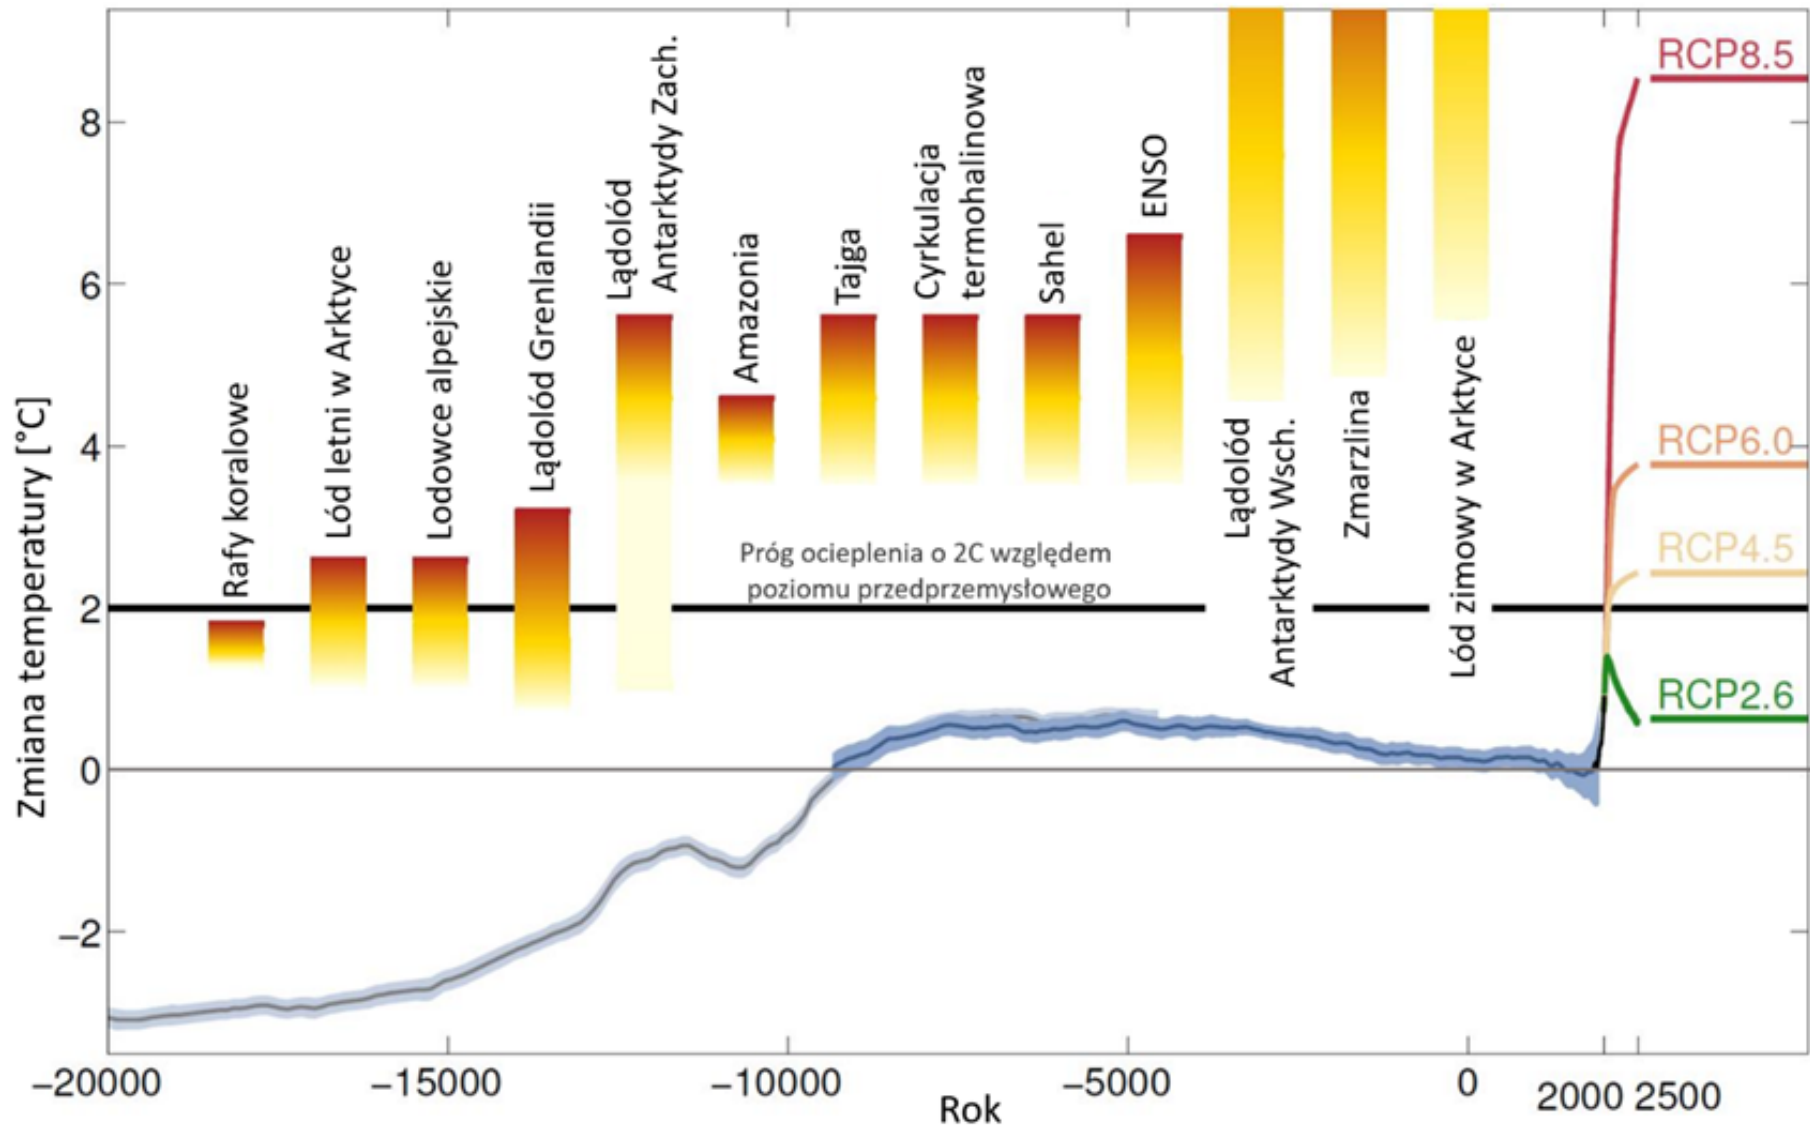 Zmiana temperatury [°C]
8
6
4
2
0
−2
Rafy koralowe
Lód letni w Arktyce
Lodowce alpejskie
Lądolód Grenlandii
Lądolód
Antarktydy Zach.
Amazonia
Tajga
Cyrkulacja
termohalinowa
Sahel
ENSO
Lądolód
Antarktydy Wsch.
Zmarzlina
Lód zimowy w Arktyce
Próg ocieplenia o 2C względem
poziomu przedprzemysłowego
RCP8.5
RCP6.0
RCP4.5
RCP2.6
−20000
−15000
−10000
−5000
0
2000
2500
Rok